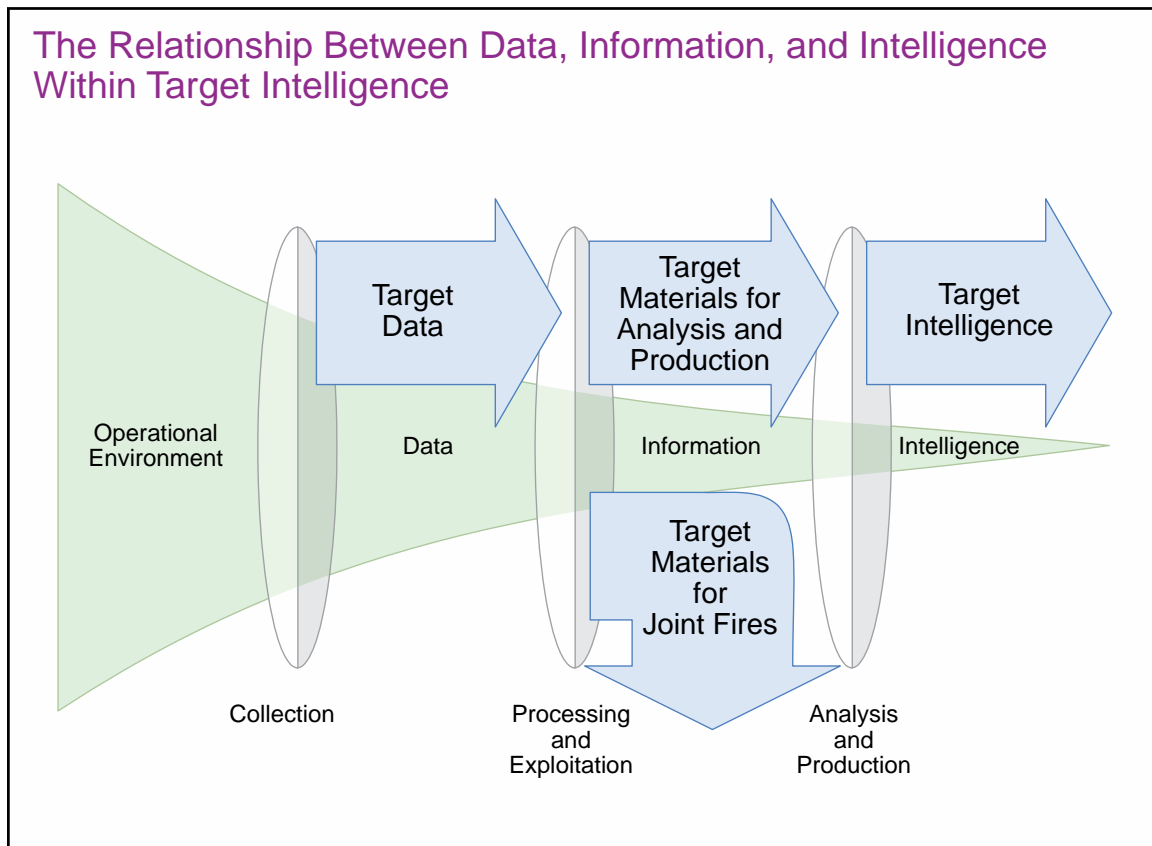 The Relationship Between Data, Information, and Intelligence
Within Target Intelligence
Target
Data
Target
Materials for
Analysis and
Production
Target
Intelligence
Operational
Environment
Data
Information
Intelligence
Target
Materials
for
Joint Fires
Collection
Processing
and
Exploitation
Analysis
and
Production